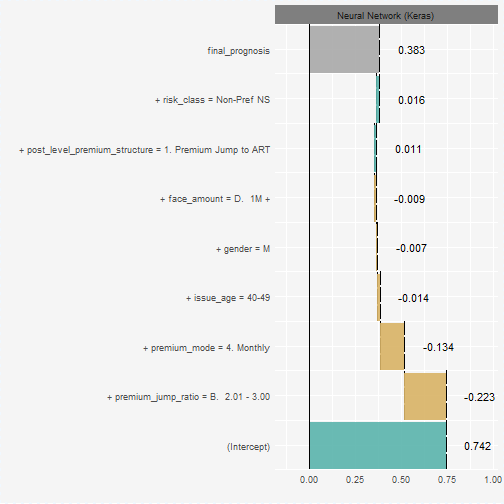 Neural Network (Keras)
final_prognosis 0.383
+ risk_class = Non-Pref NS 0.016
+ post_level_premium_structure = 1. Premium Jump to ART 0.011
+ face_amount = D.  1M + -0.009
+ gender = M -0.007
+ issue_age = 40-49 -0.014
+ premium_mode = 4. Monthly -0.134
+ premium_jump_ratio = B.  2.01 - 3.00 -0.223
(Intercept) 0.742
0.00 0.25 0.50 0.75 1.00